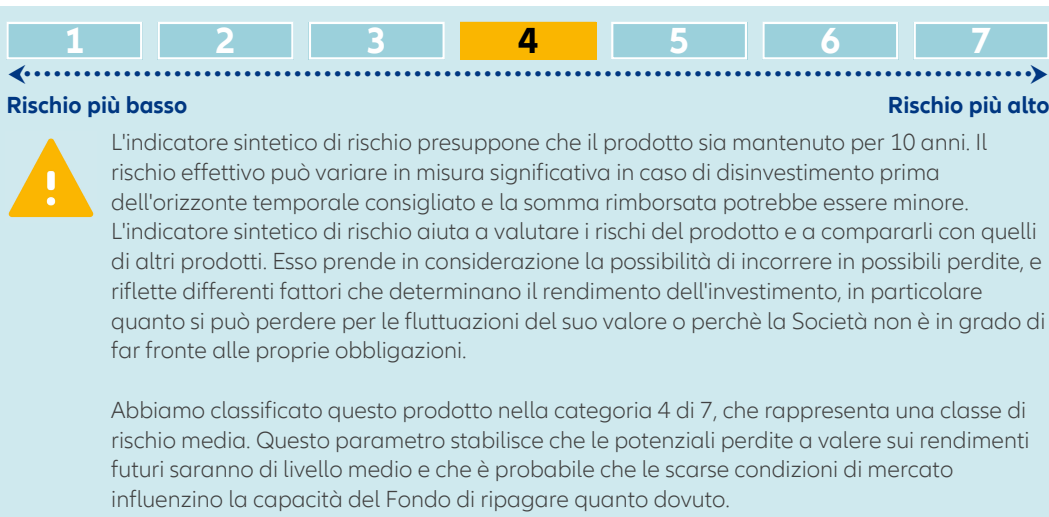 1 2 3 4 5 6 7
Rischio più basso Rischio più alto
L'indicatore sintetico di rischio presuppone che il prodotto sia mantenuto per 10 anni. Il
rischio effettivo può variare in misura significativa in caso di disinvestimento prima
dell'orizzonte temporale consigliato e la somma rimborsata potrebbe essere minore.
L'indicatore sintetico di rischio aiuta a valutare i rischi del prodotto e a compararli con quelli
di altri prodotti. Esso prende in considerazione la possibilità di incorrere in possibili perdite, e
riflette differenti fattori che determinano il rendimento dell'investimento, in particolare
quanto si può perdere per le fluttuazioni del suo valore o perchè la Società non è in grado di
far fronte alle proprie obbligazioni.
Abbiamo classificato questo prodotto nella categoria 4 di 7, che rappresenta una classe di
rischio media. Questo parametro stabilisce che le potenziali perdite a valere sui rendimenti
futuri saranno di livello medio e che è probabile che le scarse condizioni di mercato
influenzino la capacità del Fondo di ripagare quanto dovuto.